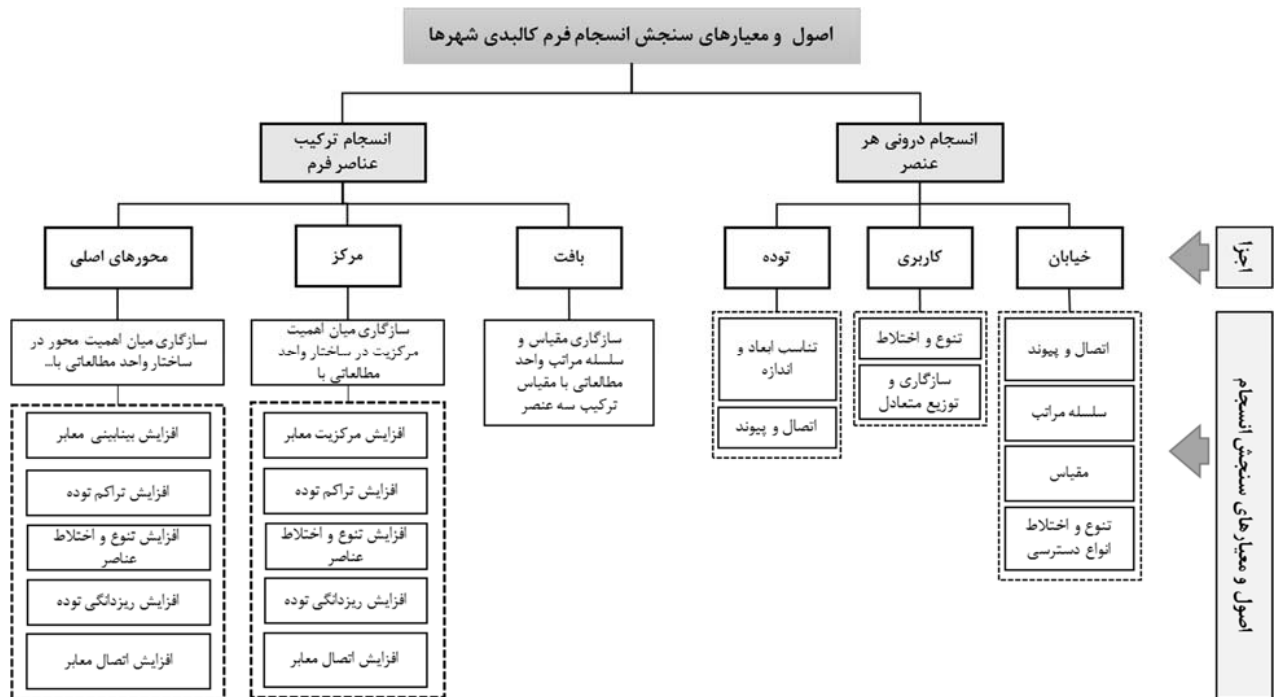 اصول و معیارهای سنجش انسجام فرم کالبدی شهرها
انسجام درونی هر
عنصر
انسجام ترکیب
عناصر فرم
اجزا
خیابان
کاربری
توده
بافت
مرکز
محورهای اصلی
اصول و معیارهای سنجش انسجام
اتصال و پیوند
سلسله مراتب
مقیاس
تنوع و اختلاط
انواع دسترسی
تنوع و اختلاط
سازگاری و
توزیع متعادل
تناسب ابعاد و
اندازه
اتصال و پیوند
سازگاری مقیاس و
سلسله مراتب واحد
مطالعاتی با مقیاس
ترکیب سه عنصر
سازگاری میان اهمیت
مرکزیت در ساختار واحد
مطالعاتی با
افزایش مرکزیت معابر
افزایش تراکم توده
افزایش تنوع و اختلاط
عناصر
افزایش ریزدانگی توده
افزایش اتصال معابر
سازگاری میان اهمیت محور در
ساختار واحد مطالعاتی با...
افزایش بینابینی معابر
افزایش تراکم توده
افزایش تنوع و اختلاط
عناصر
افزایش ریزدانگی توده
افزایش اتصال معابر